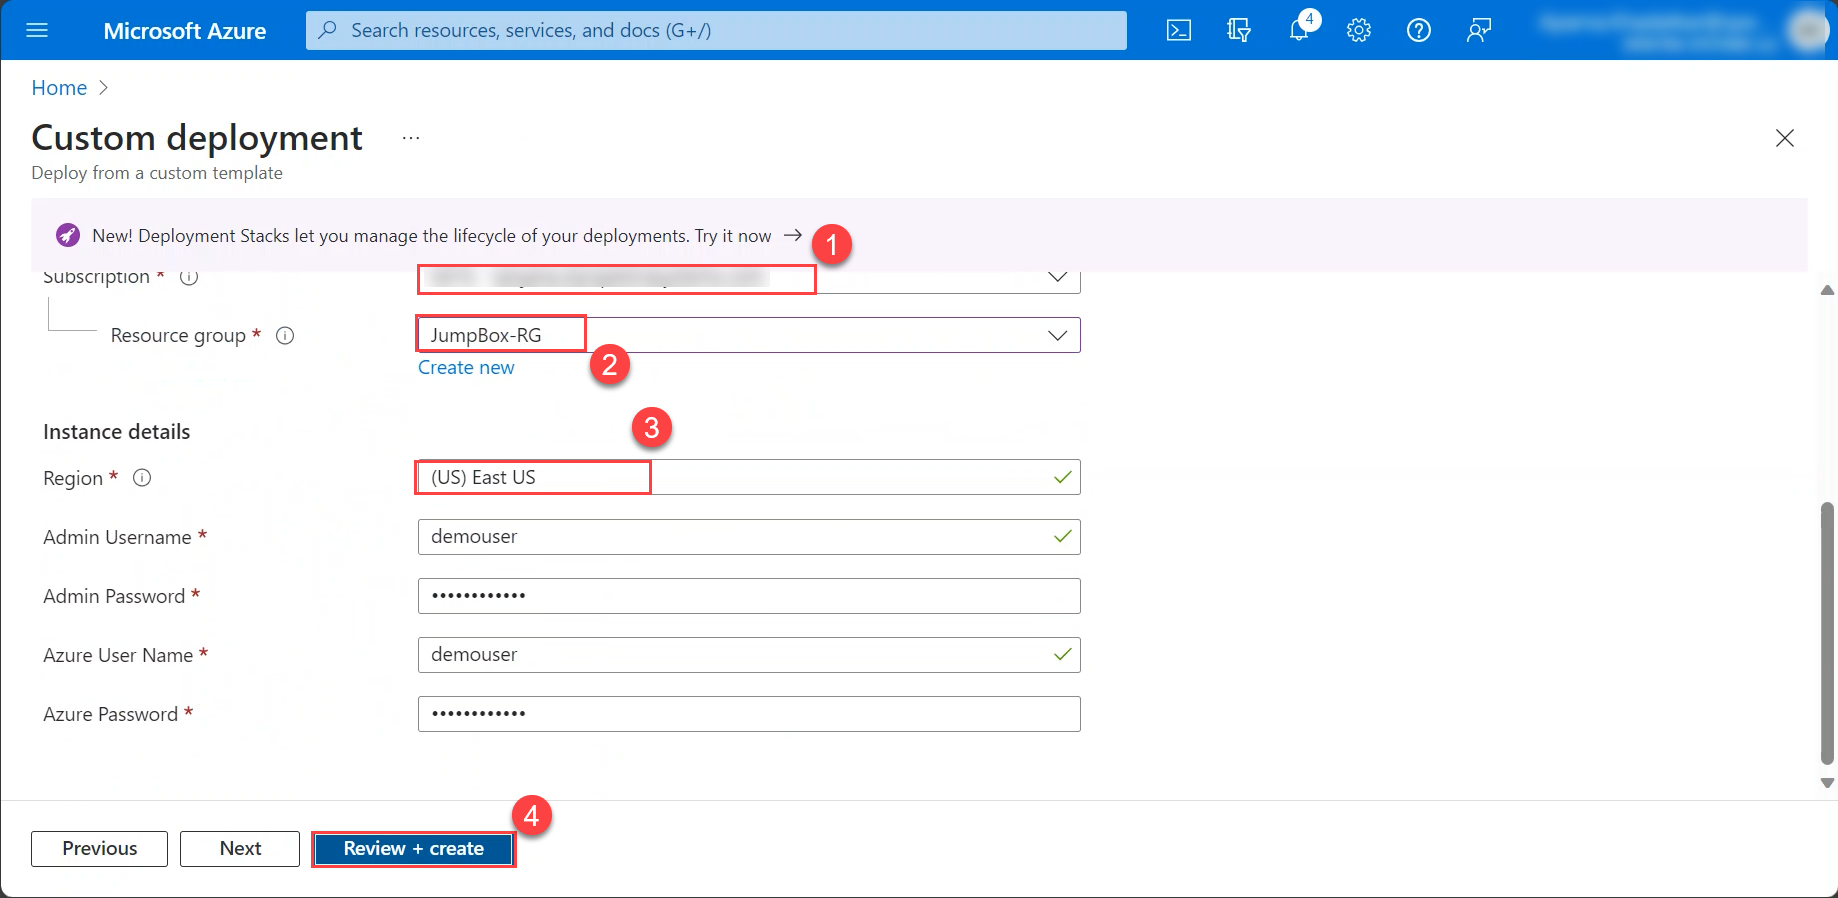 Microsoft Azure
Search resources, services, and docs (G+/)
4
Home
Custom deployment ...
Deploy from a custom template
New! Deployment Stacks let you manage the lifecycle of your deployments. Try it now →
1
Subscription *
Resource group *
JumpBox-RG
Create new
2
3
Instance details
Region *
(US) East US
Admin Username *
demouser
Admin Password *
••••••••••••
Azure User Name *
demouser
Azure Password *
••••••••••••
4
Previous
Next
Review + create